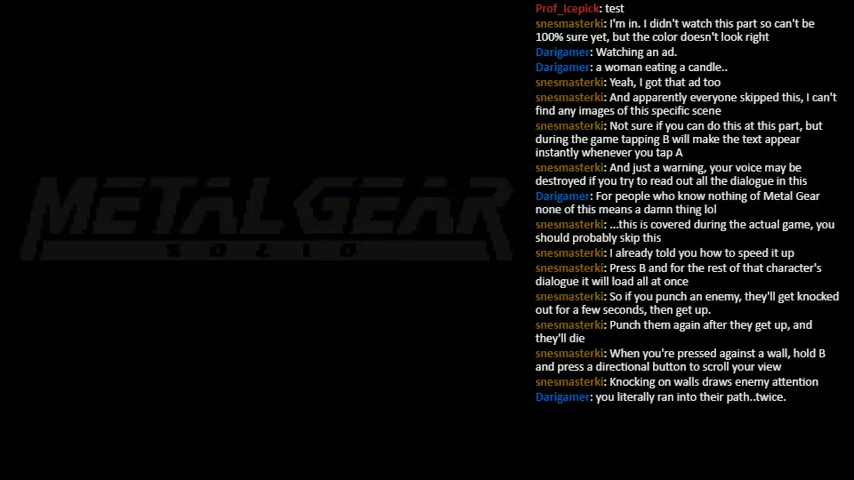 METAL GEAR
SOLID
Prof_Icepick: test
snesmasterki: I'm in. I didn't watch this part so can't be
100% sure yet, but the color doesn't look right
Darigamer: Watching an ad.
Darigamer: a woman eating a candle..
snesmasterki: Yeah, I got that ad too
snesmasterki: And apparently everyone skipped this, I can't
find any images of this specific scene
snesmasterki: Not sure if you can do this at this part, but
during the game tapping B will make the text appear
instantly whenever you tap A
snesmasterki: And just a warning, your voice may be
destroyed if you try to read out all the dialogue in this
Darigamer: For people who know nothing of Metal Gear
none of this means a damn thing lol
snesmasterki: ...this is covered during the actual game, you
should probably skip this
snesmasterki: I already told you how to speed it up
snesmasterki: Press B and for the rest of that character's
dialogue it will load all at once
snesmasterki: So if you punch an enemy, they'll get knocked
out for a few seconds, then get up.
snesmasterki: Punch them again after they get up, and
they'll die
snesmasterki: When you're pressed against a wall, hold B
and press a directional button to scroll your view
snesmasterki: Knocking on walls draws enemy attention
Darigamer: you literally ran into their path..twice.